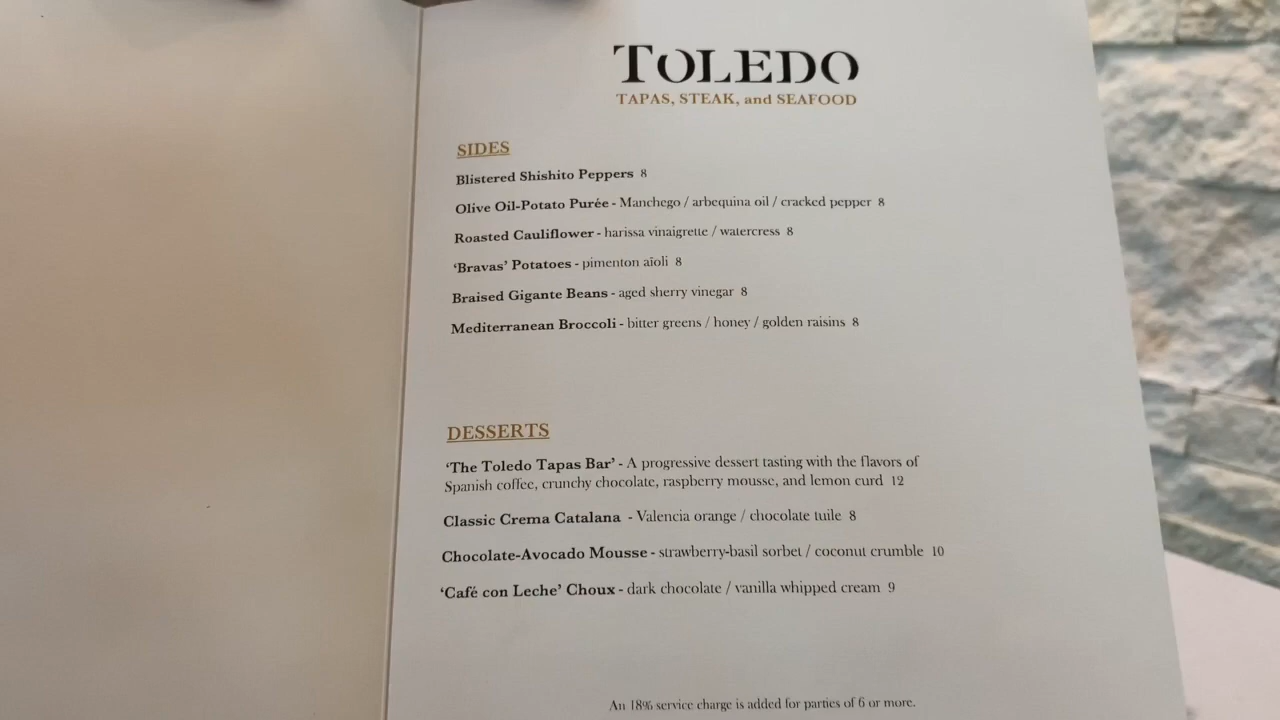 TOLEDO
TAPAS, STEAK, and SEAFOOD
SIDES
Blistered Shishito Peppers 8
Olive Oil-Potato Purée - Manchego / arbequina oil / cracked pepper 8
Roasted Cauliflower - harissa vinaigrette / watercress 8
‘Bravas’ Potatoes - pimenton aïoli 8
Braised Gigante Beans - aged sherry vinegar 8
Mediterranean Broccoli - bitter greens / honey / golden raisins 8
DESSERTS
‘The Toledo Tapas Bar’ - A progressive dessert tasting with the flavors of
Spanish coffee, crunchy chocolate, raspberry mousse, and lemon curd 12
Classic Crema Catalana - Valencia orange / chocolate tuile 8
Chocolate-Avocado Mousse - strawberry-basil sorbet / coconut crumble 10
‘Café con Leche’ Choux - dark chocolate / vanilla whipped cream 9
An 18% service charge is added for parties of 6 or more.